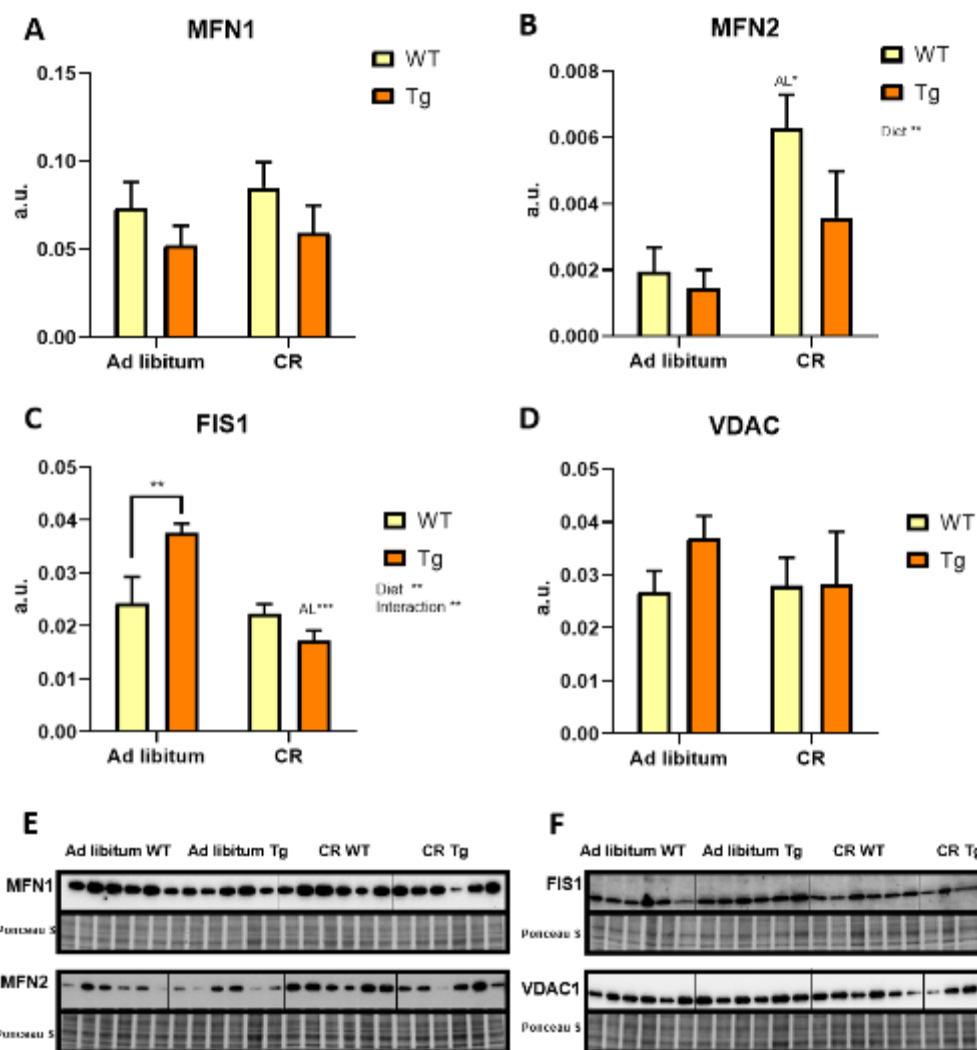 A
MFN1
WT
Tg
0.15
0.10
0.05
0.00
a.u.
Ad libitum CR
B
MFN2
WT
Tg
Diet **
AL*
0.008
0.006
0.004
0.002
0.000
a.u.
Ad libitum CR
C
FIS1
WT
Tg
Diet **
Interaction **
**
AL***
0.05
0.04
0.03
0.02
0.01
0.00
a.u.
Ad libitum CR
D
VDAC
WT
Tg
0.05
0.04
0.03
0.02
0.01
0.00
a.u.
Ad libitum CR
E
Ad libitum WT Ad libitum Tg CR WT CR Tg
MFN1
Ponceau S
MFN2
Ponceau S
F
Ad libitum WT Ad libitum Tg CR WT CR Tg
FIS1
Ponceau S
VDAC1
Ponceau S